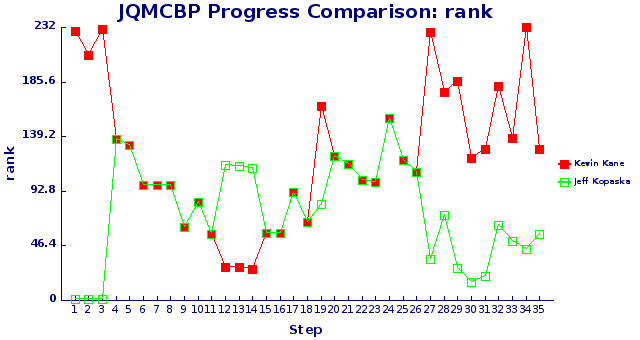 JQMCBP Progress Comparison: rank
232
185.6
139.2
92.8
46.4
0
rank
1 2 3 4 5 6 7 8 9 10 11 12 13 14 15 16 17 18 19 20 21 22 23 24 25 26 27 28 29 30 31 32 33 34 35
Step
Kevin Kane
Jeff Kopaska